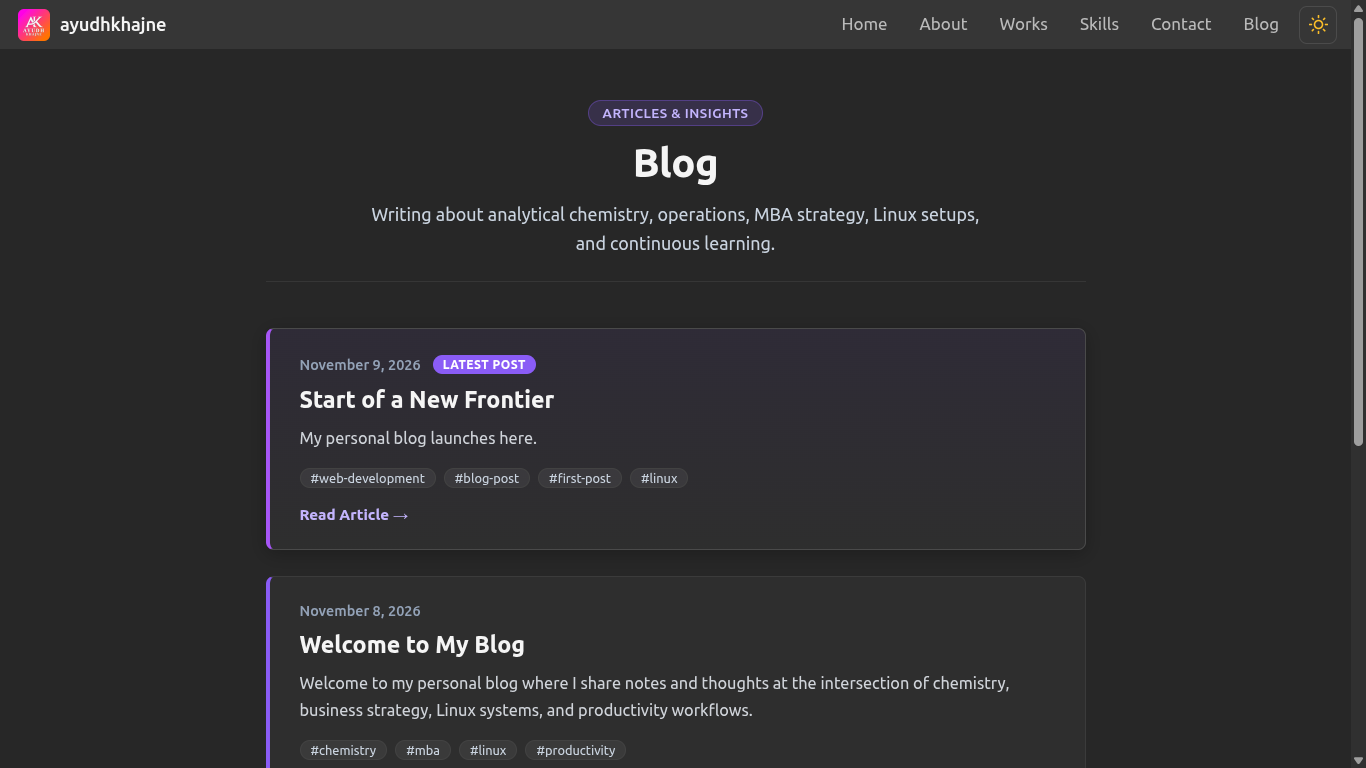 AK
AYUDH
ayudhkhajne
Home
About
Works
Skills
Contact
Blog
ARTICLES & INSIGHTS
Blog
Writing about analytical chemistry, operations, MBA strategy, Linux setups,
and continuous learning.
November 9, 2026
LATEST POST
Start of a New Frontier
My personal blog launches here.
#web-development
#blog-post
#first-post
#linux
Read Article →
November 8, 2026
Welcome to My Blog
Welcome to my personal blog where I share notes and thoughts at the intersection of chemistry,
business strategy, Linux systems, and productivity workflows.
#chemistry
#mba
#linux
#productivity